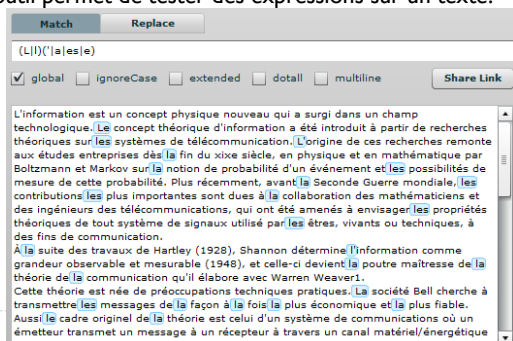 outil permet de tester des expressions sur un texte.
Match Replace
(L|l)('|a|es|e)
global ignoreCase extended dotall multiline Share Link
L'information est un concept physique nouveau qui a surgi dans un champ
technologique. Le concept théorique d'information a été introduit à partir de recherches
théoriques sur les systèmes de télécommunication. L'origine de ces recherches remonte
aux études entreprises dès la fin du xixe siècle, en physique et en mathématique par
Boltzmann et Markov sur la notion de probabilité d'un événement et les possibilités de
mesure de cette probabilité. Plus récemment, avant la Seconde Guerre mondiale, les
contributions les plus importantes sont dues à la collaboration des mathématiciens et
des ingénieurs des télécommunications, qui ont été amenés à envisager les propriétés
théoriques de tout système de signaux utilisé par les êtres, vivants ou techniques, à
des fins de communication.
À la suite des travaux de Hartley (1928), Shannon détermine l'information comme
grandeur observable et mesurable (1948), et celle-ci devient la poutre maîtresse de la
théorie de la communication qu'il élabore avec Warren Weaver1.
Cette théorie est née de préoccupations techniques pratiques. La société Bell cherche à
transmettre les messages de la façon à la fois la plus économique et la plus fiable.
Aussi le cadre originel de la théorie est celui d'un système de communications où un
émetteur transmet un message à un récepteur à travers un canal matériel/énergétique